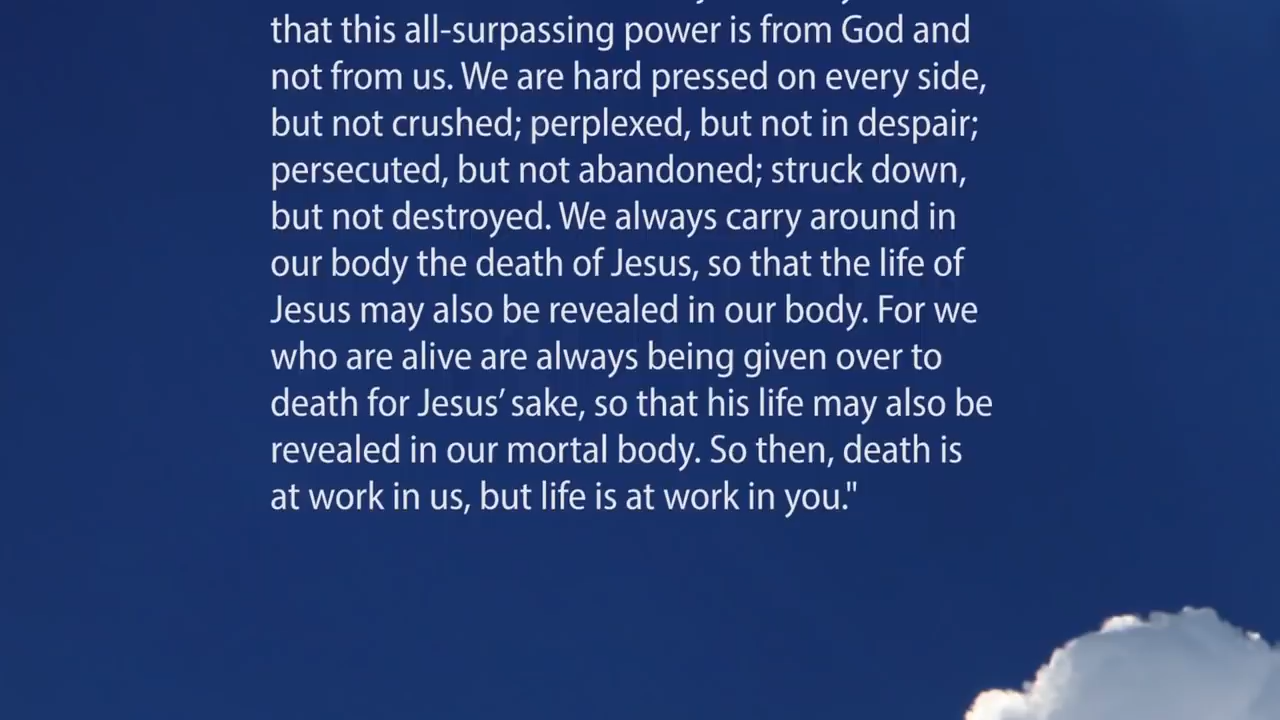 that this all-surpassing power is from God and
not from us. We are hard pressed on every side,
but not crushed; perplexed, but not in despair;
persecuted, but not abandoned; struck down,
but not destroyed. We always carry around in
our body the death of Jesus, so that the life of
Jesus may also be revealed in our body. For we
who are alive are always being given over to
death for Jesus’ sake, so that his life may also be
revealed in our mortal body. So then, death is
at work in us, but life is at work in you."